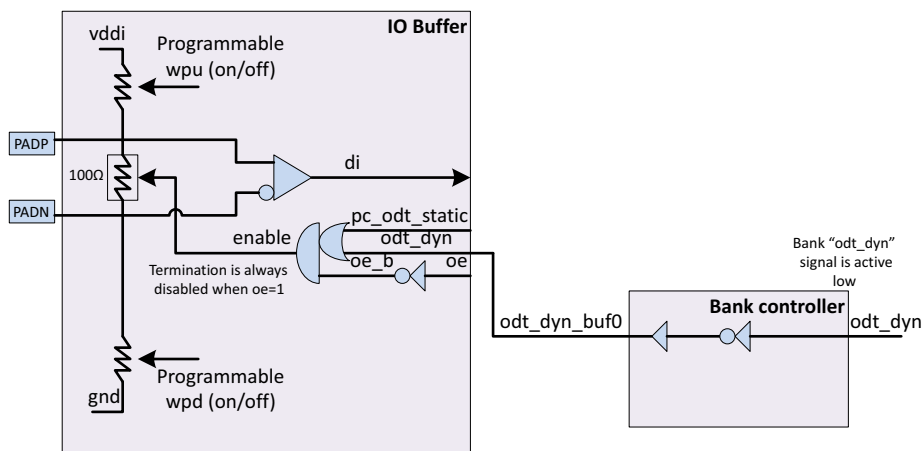 IO Buffer
vddi
Programmable
wpu (on/off)
PADP
di
100Ω
PADN
pc_odt_static
enable
odt_dyn
oe_b
oe
Termination is always
disabled when oe=1
Bank “odt_dyn”
signal is active
low
Bank controller
odt_dyn_buf0
odt_dyn
Programmable
wpd (on/off)
gnd